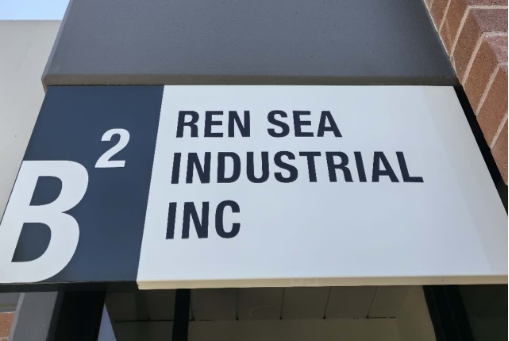 B²
REN SEA
INDUSTRIAL
INC